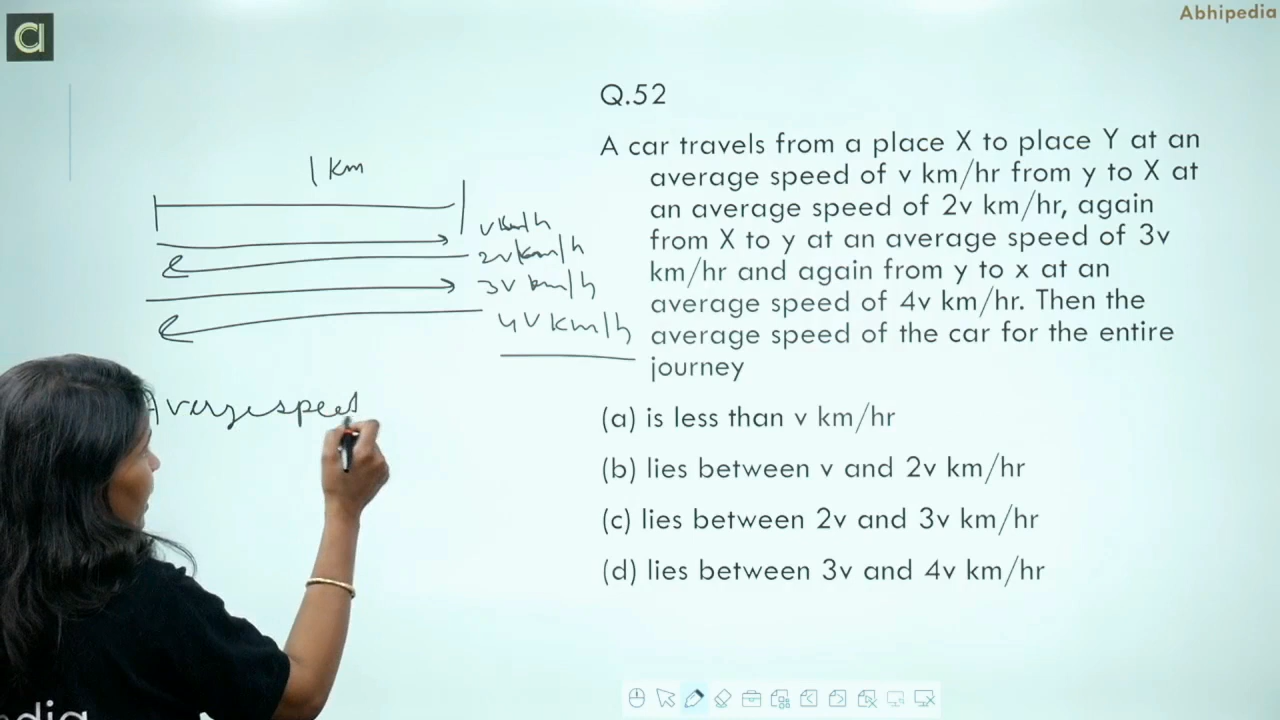 Abhipedia
Q.52
A car travels from a place X to place Y at an
average speed of v km/hr from y to X at
an average speed of 2v km/hr, again
from X to y at an average speed of 3v
km/hr and again from y to x at an
average speed of 4v km/hr. Then the
average speed of the car for the entire
journey
(a) is less than v km/hr
(b) lies between v and 2v km/hr
(c) lies between 2v and 3v km/hr
(d) lies between 3v and 4v km/hr
1 km
v km/h
2v km/h
3v km/h
4v km/h
Average speed
dia